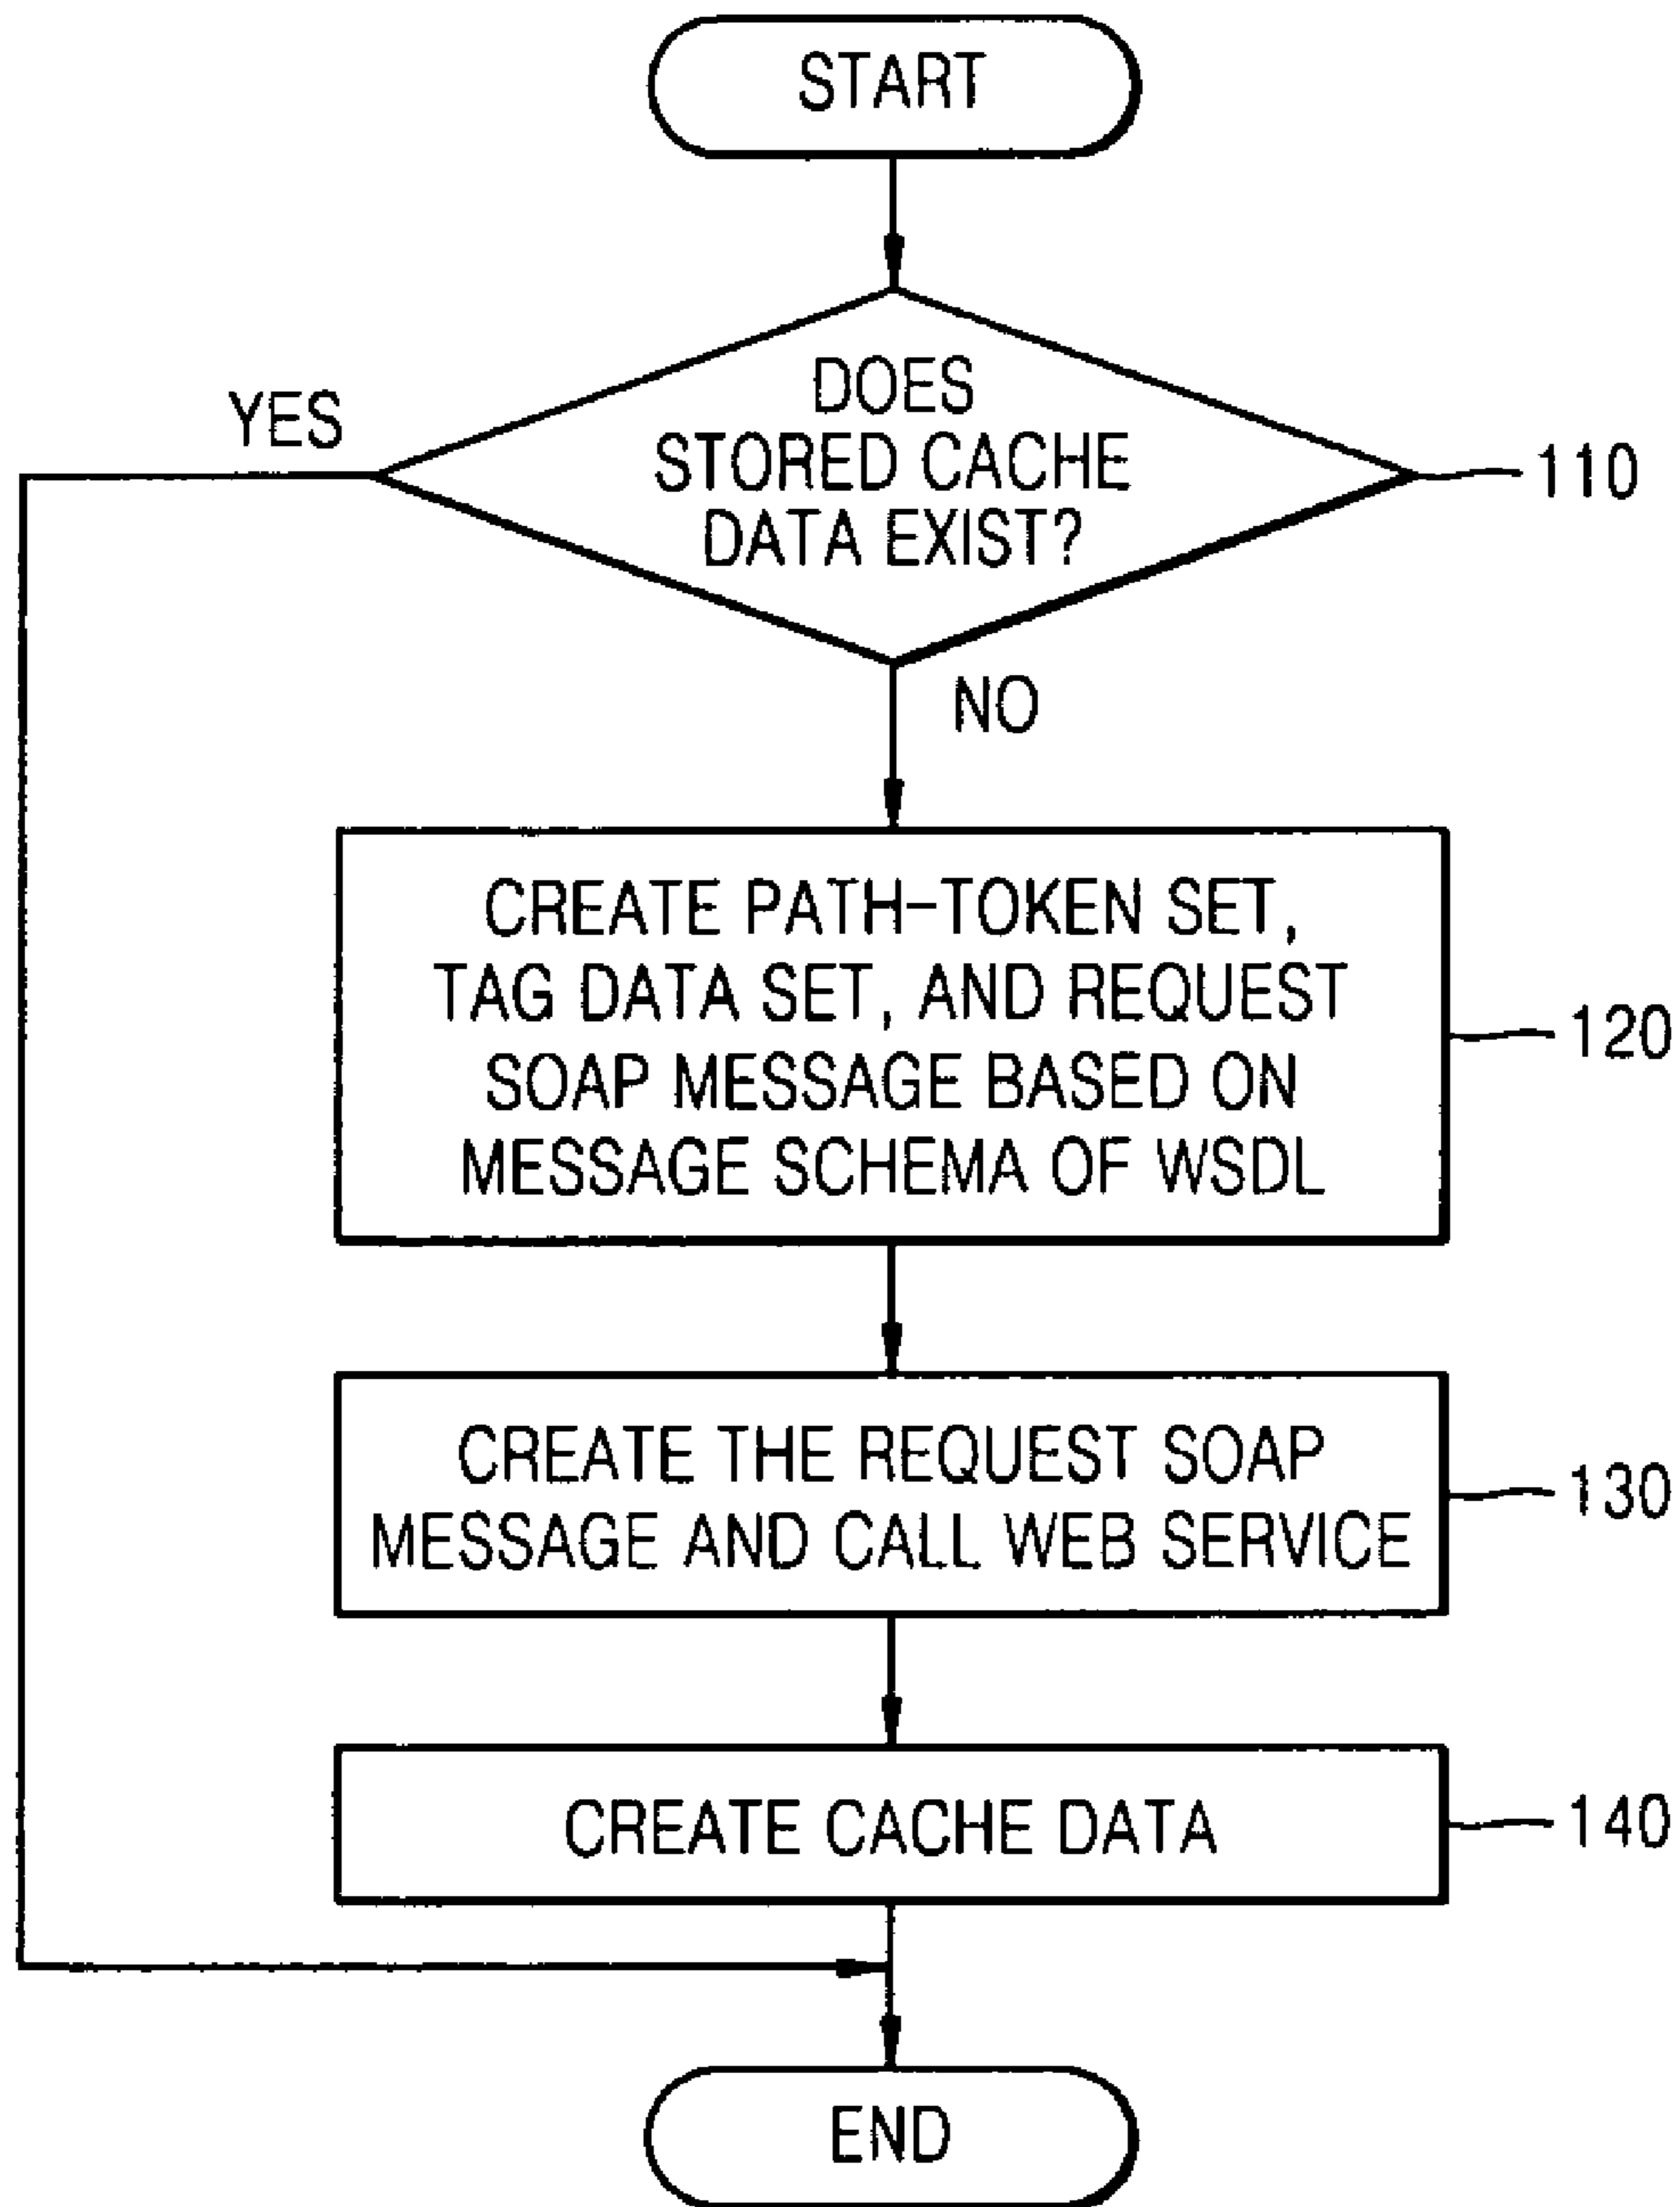 START
DOES
STORED CACHE
DATA EXIST?
YES
110
NO
CREATE PATH-TOKEN SET,
TAG DATA SET, AND REQUEST
SOAP MESSAGE BASED ON
MESSAGE SCHEMA OF WSDL
120
CREATE THE REQUEST SOAP
MESSAGE AND CALL WEB SERVICE
130
CREATE CACHE DATA
140
END